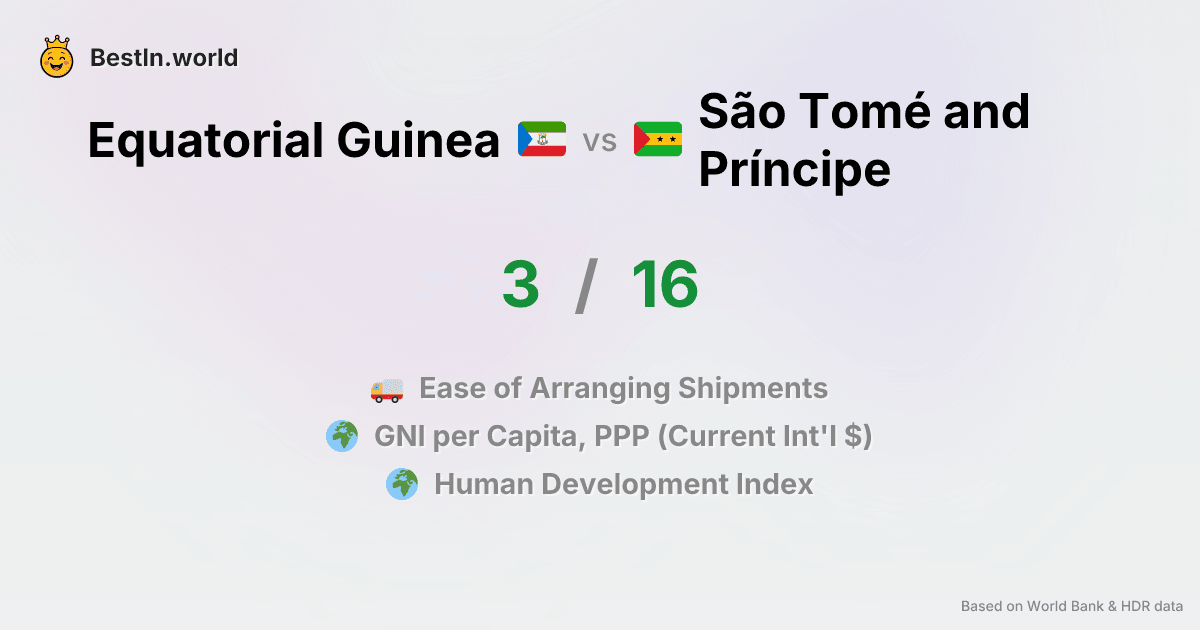 BestIn.world
Equatorial Guinea vs São Tomé and
Príncipe
3 / 16
Ease of Arranging Shipments
GNI per Capita, PPP (Current Int'l $)
Human Development Index
Based on World Bank & HDR data